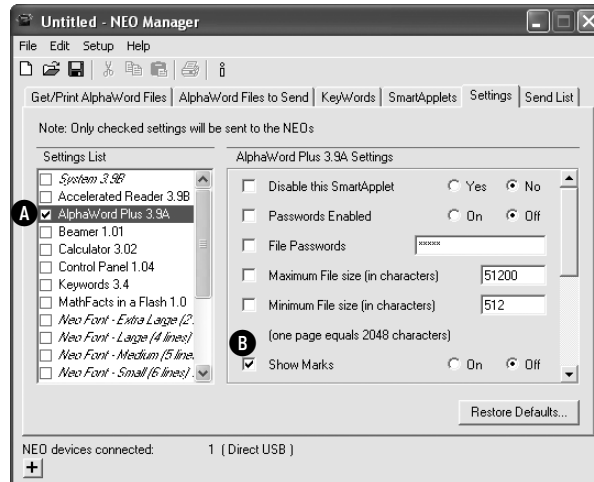 Untitled - NEO Manager
File Edit Setup Help
Get/Print AlphaWord Files AlphaWord Files to Send KeyWords SmartApplets Settings Send List
Note: Only checked settings will be sent to the NEOs
Settings List
System 3.9B
Accelerated Reader 3.9B
A AlphaWord Plus 3.9A
Beamer 1.01
Calculator 3.02
Control Panel 1.04
Keywords 3.4
MathFacts in a Flash 1.0
Neo Font - Extra Large (2
Neo Font - Large (4 lines)
Neo Font - Medium (5 line
Neo Font - Small (6 lines) .
AlphaWord Plus 3.9A Settings
Disable this SmartApplet Yes No
Passwords Enabled On Off
File Passwords xxxxx
Maximum File size (in characters) 51200
Minimum File size (in characters) 512
(one page equals 2048 characters)
B Show Marks On Off
Restore Defaults...
NEO devices connected: 1 ( Direct USB )
+